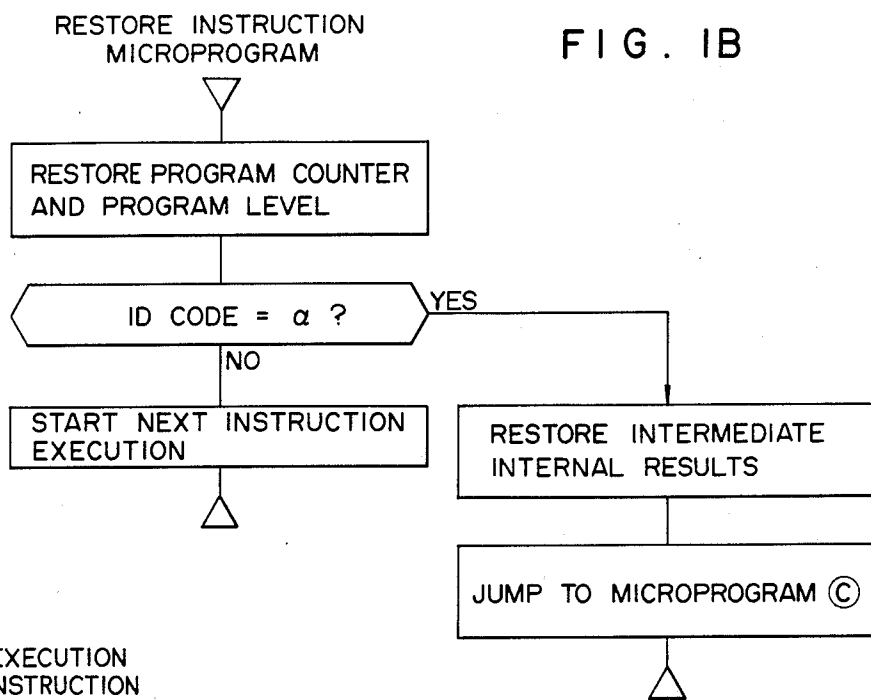 RESTORE INSTRUCTION
MICROPROGRAM
FIG. 1B
RESTORE PROGRAM COUNTER
AND PROGRAM LEVEL
ID CODE = α ?
YES
NO
START NEXT INSTRUCTION
EXECUTION
RESTORE INTERMEDIATE
INTERNAL RESULTS
JUMP TO MICROPROGRAM Ⓒ
EXECUTION
NSTRUCTION